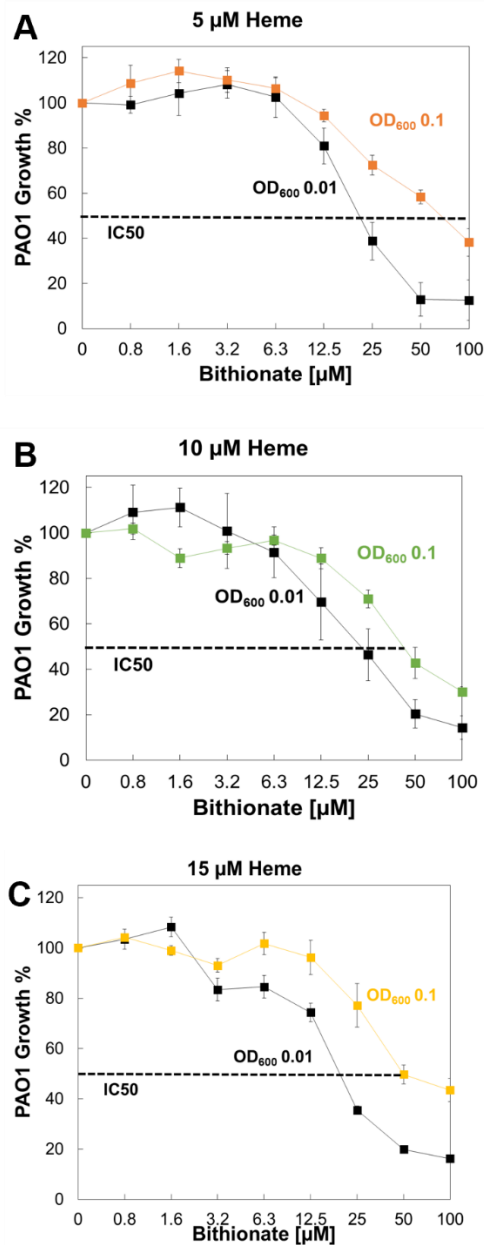 A
5 µM Heme
PAO1 Growth %
120
100
80
60
40
20
0
OD₆₀₀ 0.1
OD₆₀₀ 0.01
IC50
0 0.8 1.6 3.2 6.3 12.5 25 50 100
Bithionate [µM]
B
10 µM Heme
PAO1 Growth %
120
100
80
60
40
20
0
OD₆₀₀ 0.1
OD₆₀₀ 0.01
IC50
0 0.8 1.6 3.2 6.3 12.5 25 50 100
Bithionate [µM]
C
15 µM Heme
PAO1 Growth %
120
100
80
60
40
20
0
OD₆₀₀ 0.1
OD₆₀₀ 0.01
IC50
0 0.8 1.6 3.2 6.3 12.5 25 50 100
Bithionate [µM]